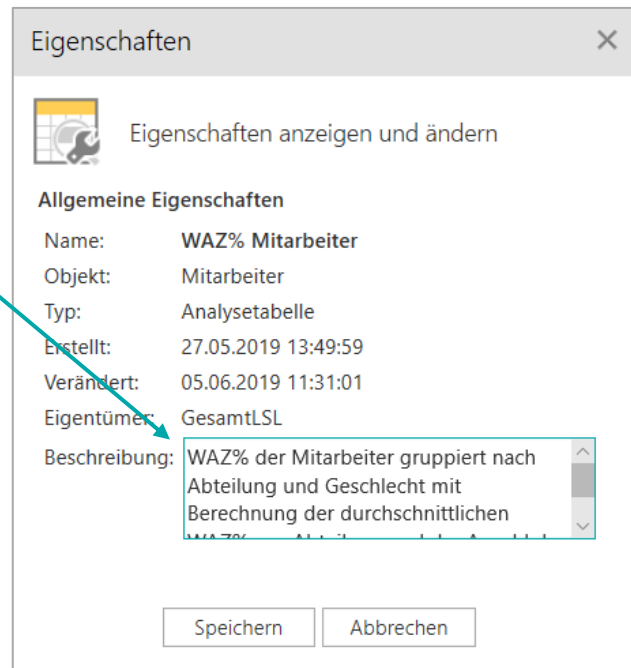 Eigenschaften
Eigenschaften anzeigen und ändern
Allgemeine Eigenschaften
Name: WAZ% Mitarbeiter
Objekt: Mitarbeiter
Typ: Analysetabelle
Erstellt: 27.05.2019 13:49:59
Verändert: 05.06.2019 11:31:01
Eigentümer: GesamtLSL
Beschreibung: WAZ% der Mitarbeiter gruppiert nach
Abteilung und Geschlecht mit
Berechnung der durchschnittlichen
Speichern Abbrechen